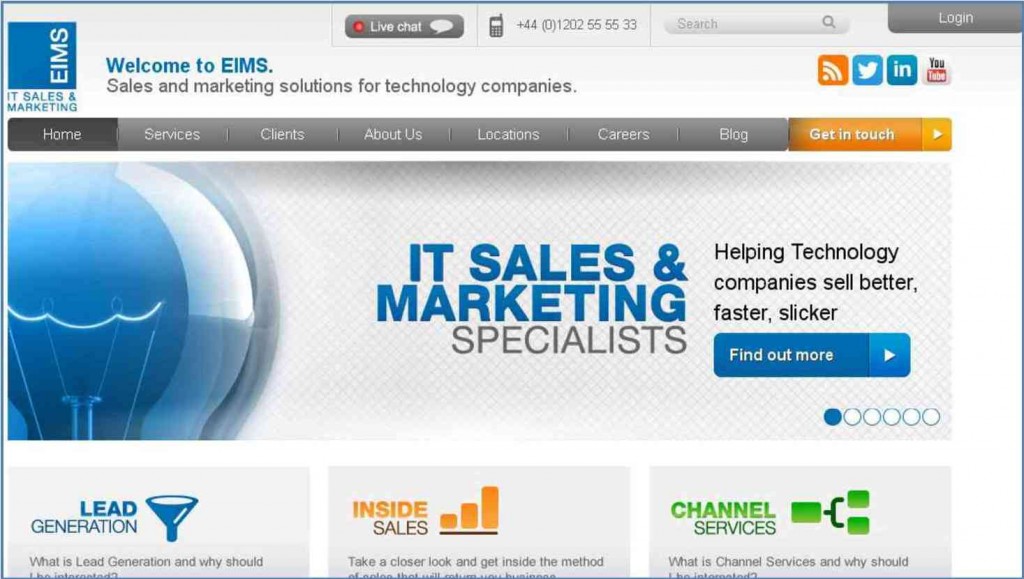 Live chat
+44 (0)1202 55 55 33
Search
Login
EIMS
IT SALES &
MARKETING
Welcome to EIMS.
Sales and marketing solutions for technology companies.
You
Tube
in
Home
Services
Clients
About Us
Locations
Careers
Blog
Get in touch
IT SALES &
MARKETING
SPECIALISTS
Helping Technology
companies sell better,
faster, slicker
Find out more
LEAD
GENERATION
What is Lead Generation and why should
I be interested?
INSIDE
SALES
Take a closer look and get inside the method
of sales that will return you business
CHANNEL
SERVICES
What is Channel Services and why should
I be interested?